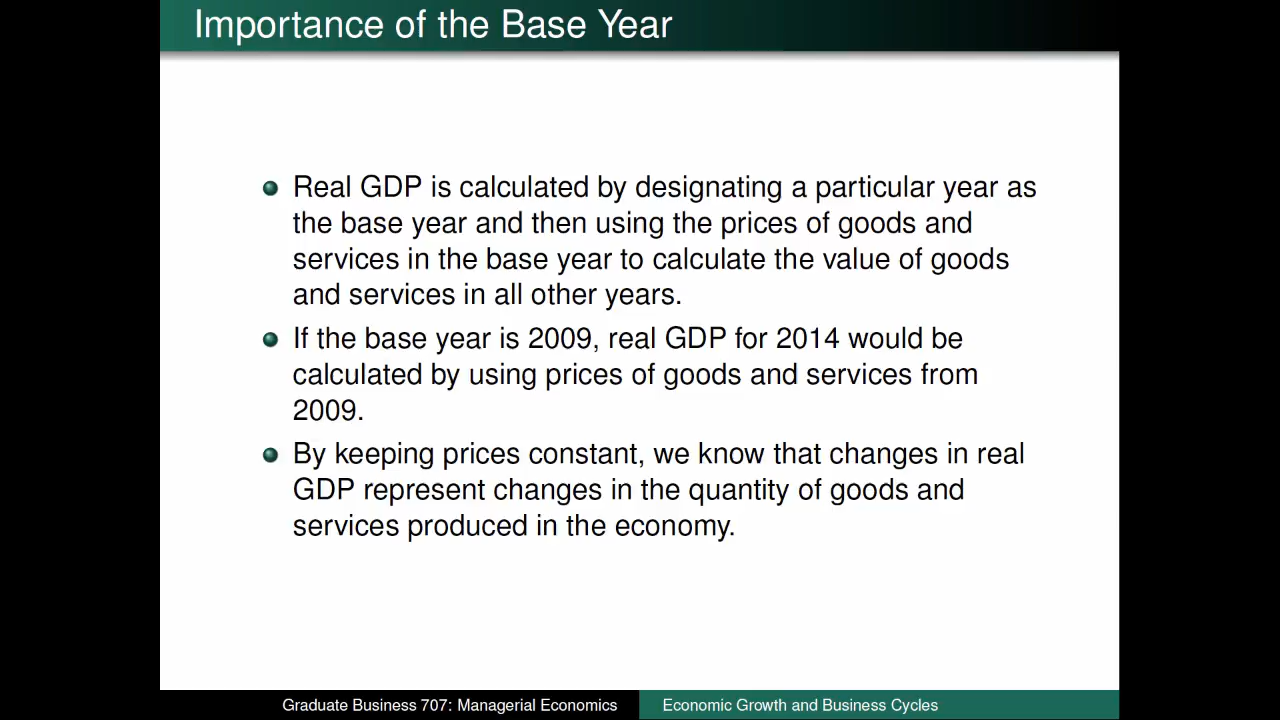 Importance of the Base Year
Real GDP is calculated by designating a particular year as
the base year and then using the prices of goods and
services in the base year to calculate the value of goods
and services in all other years.
If the base year is 2009, real GDP for 2014 would be
calculated by using prices of goods and services from
2009.
By keeping prices constant, we know that changes in real
GDP represent changes in the quantity of goods and
services produced in the economy.
Graduate Business 707: Managerial Economics
Economic Growth and Business Cycles